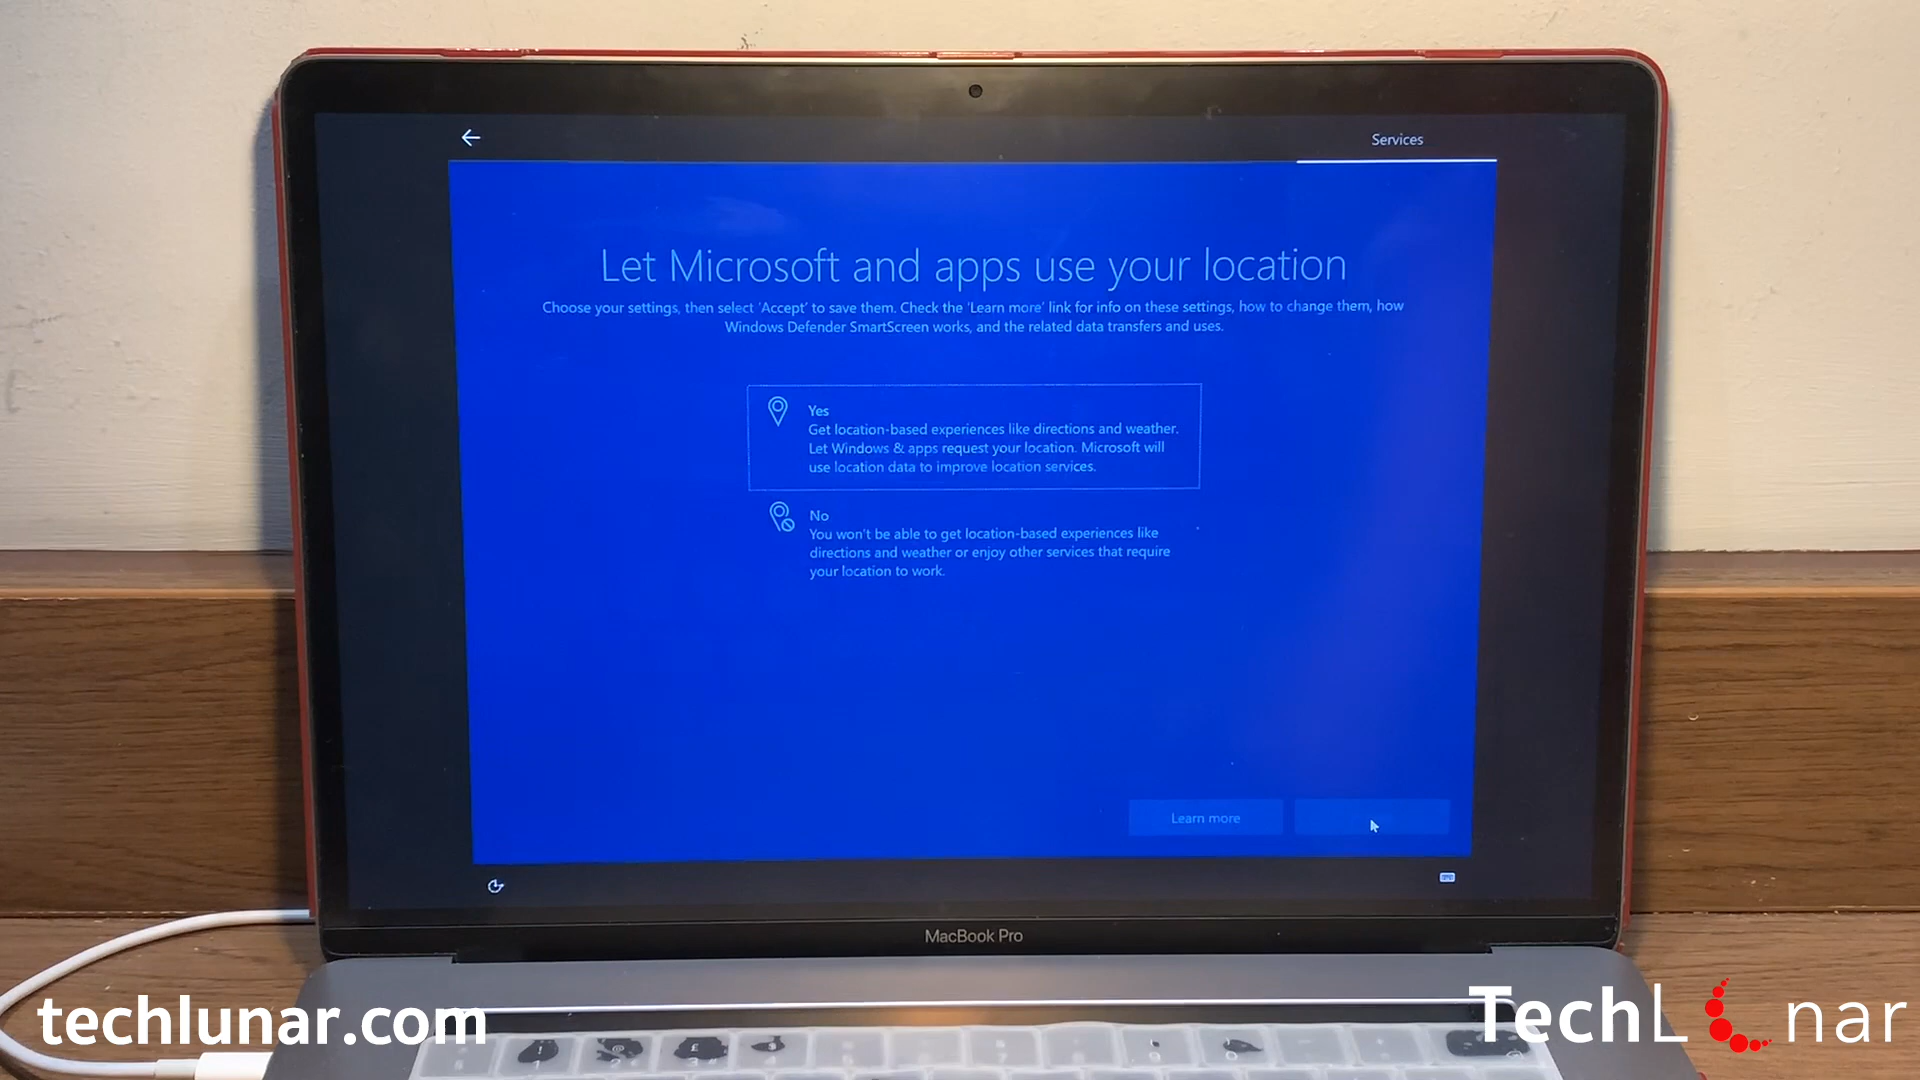 Services
Let Microsoft and apps use your location
Choose your settings, then select 'Accept' to save them. Check the 'Learn more' link for info on these settings, how to change them, how
Windows Defender SmartScreen works, and the related data transfers and uses.
Yes
Get location-based experiences like directions and weather.
Let Windows & apps request your location. Microsoft will
use location data to improve location services.
No
You won't be able to get location-based experiences like
directions and weather or enjoy other services that require
your location to work.
Learn more
MacBook Pro
techlunar.com
TechLunar